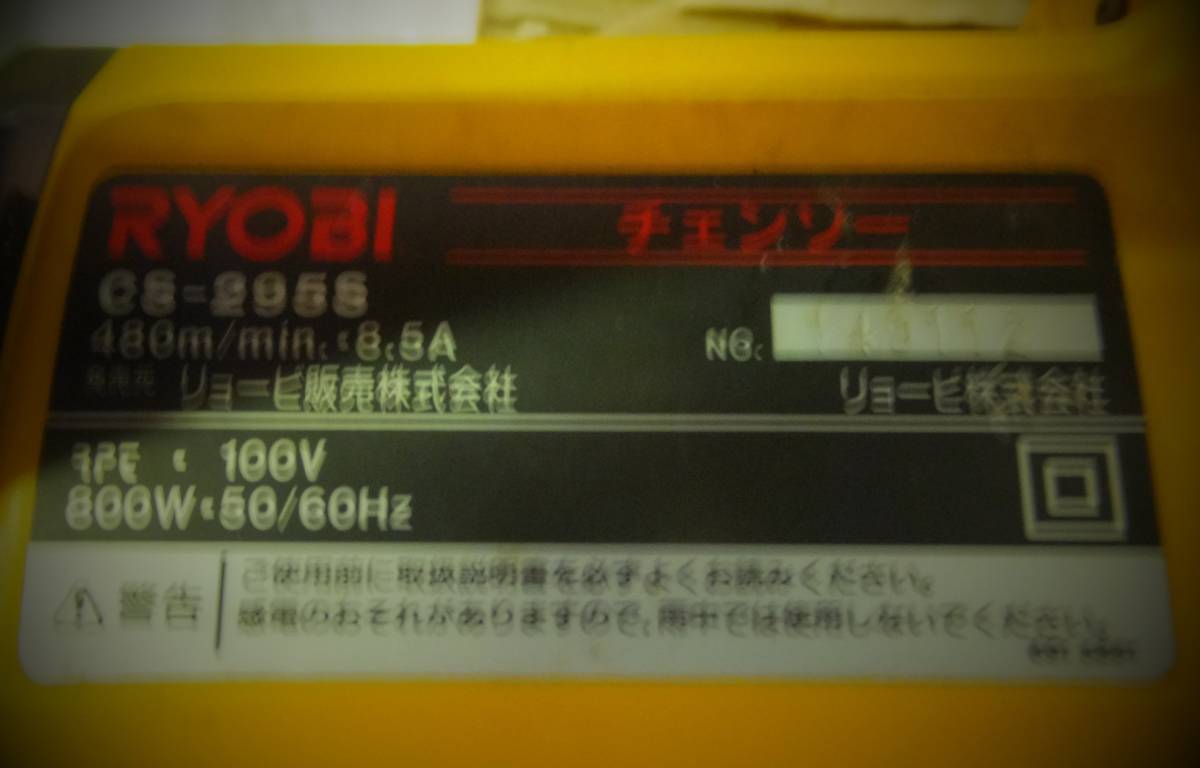 RYOBI
チェンソー
CS-295S
480m/min 8.5A
NO.
発売元 リョービ販売株式会社
リョービ株式会社
100V
800W 50/60Hz
警告
ご使用前に取扱説明書を必ずよくお読みください。
感電のおそれがありますので、雨中では使用しないでください。